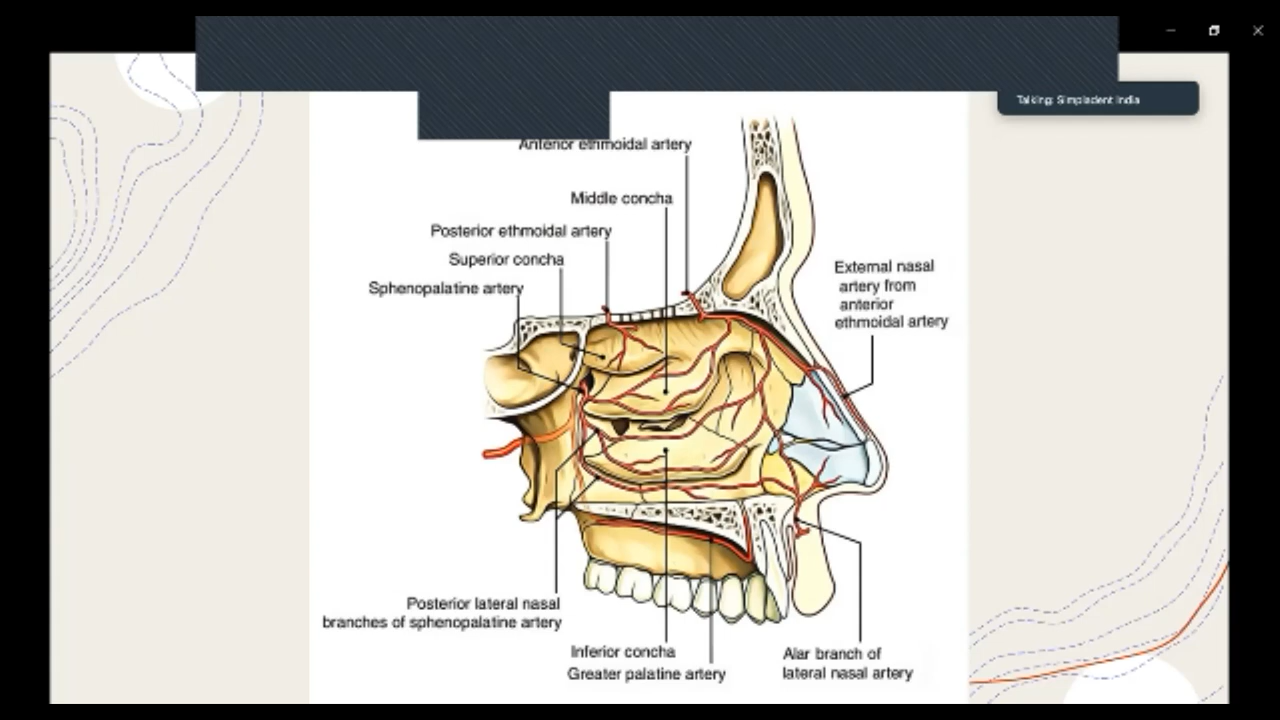 Talking: Simpladent India
Anterior ethmoidal artery
Middle concha
Posterior ethmoidal artery
Superior concha
Sphenopalatine artery
External nasal
artery from
anterior
ethmoidal artery
Posterior lateral nasal
branches of sphenopalatine artery
Inferior concha
Greater palatine artery
Alar branch of
lateral nasal artery